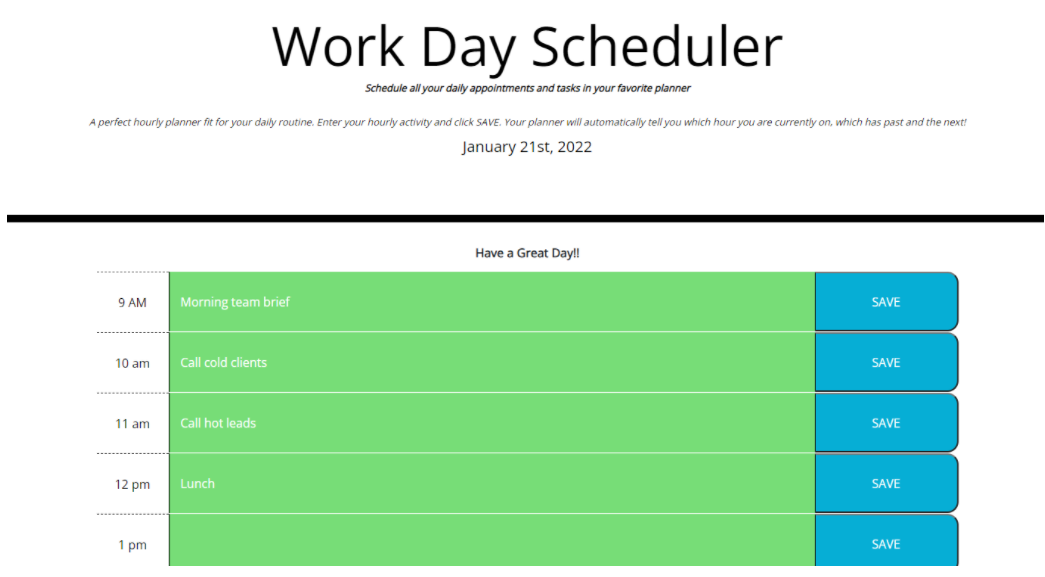 Work Day Scheduler
Schedule all your daily appointments and tasks in your favorite planner
A perfect hourly planner fit for your daily routine. Enter your hourly activity and click SAVE. Your planner will automatically tell you which hour you are currently on, which has past and the next!
January 21st, 2022
Have a Great Day!!
9 AM Morning team brief SAVE
10 am Call cold clients SAVE
11 am Call hot leads SAVE
12 pm Lunch SAVE
1 pm SAVE